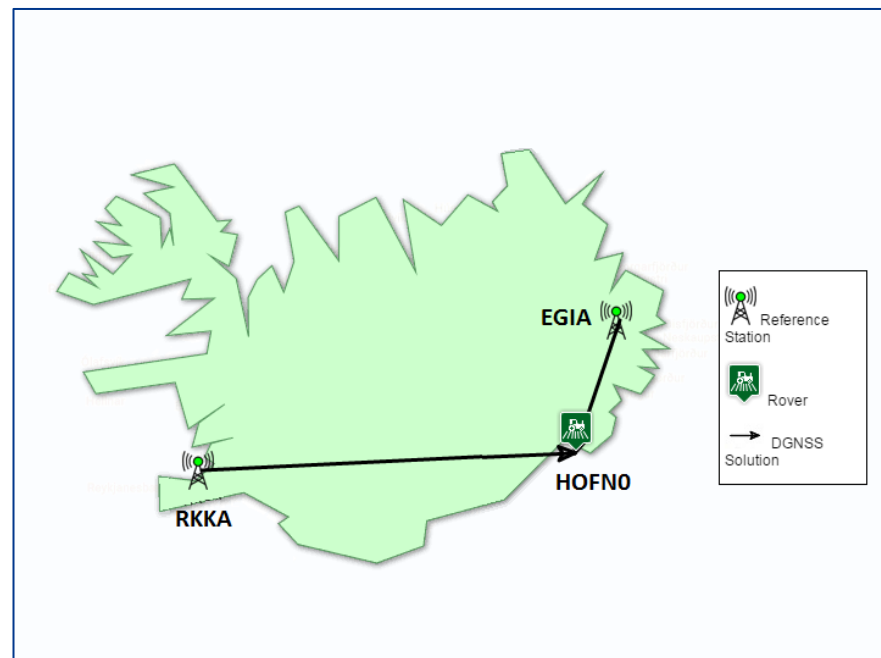 EGIA
RKKA
HOFN0
Reference
Station
Rover
DGNSS
Solution